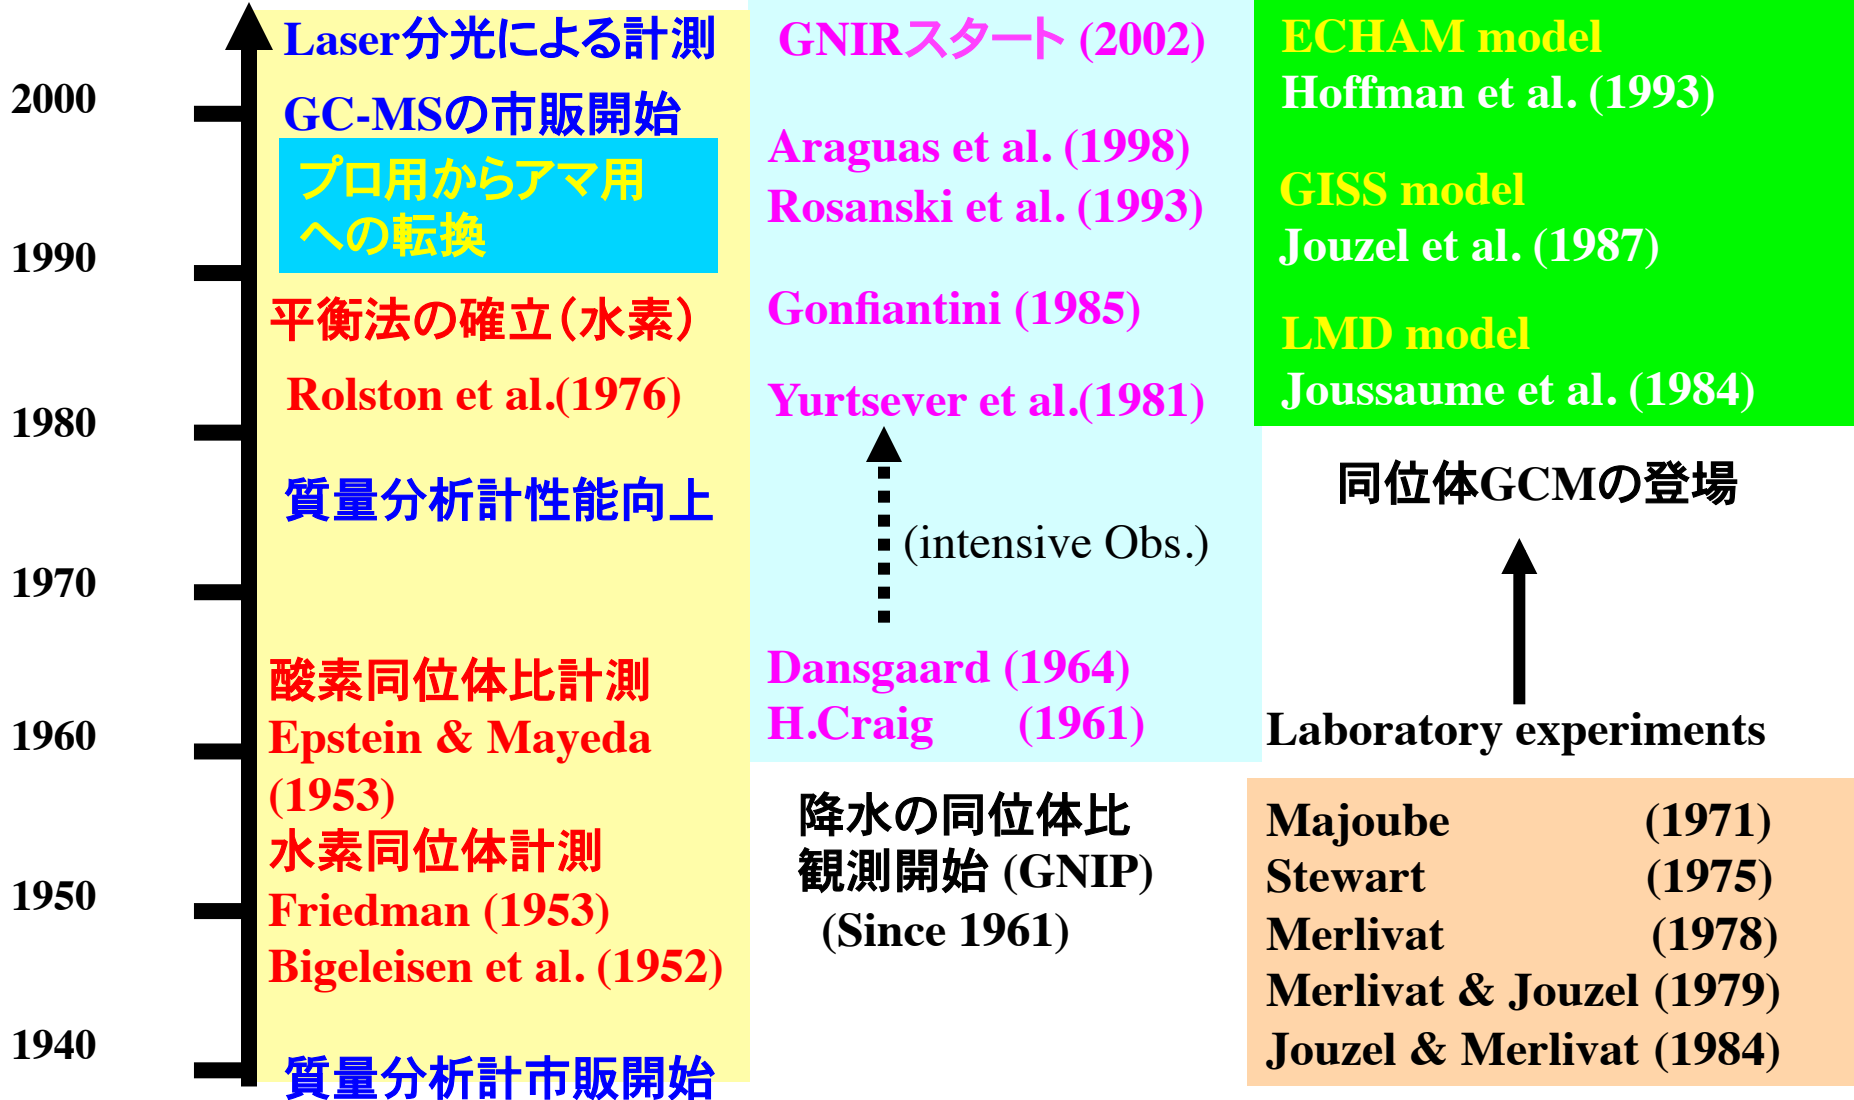 2000
1990
1980
1970
1960
1950
1940
Laser分光による計測
GC-MSの市販開始
プロ用からアマ用
への転換
平衡法の確立（水素）
Rolston et al.(1976)
質量分析計性能向上
酸素同位体比計測
Epstein & Mayeda
(1953)
水素同位体計測
Friedman (1953)
Bigeleisen et al. (1952)
質量分析計市販開始
GNIRスタート (2002)
Araguas et al. (1998)
Rosanski et al. (1993)
Gonfiantini (1985)
Yurtsever et al.(1981)
(intensive Obs.)
Dansgaard (1964)
H.Craig (1961)
降水の同位体比
観測開始 (GNIP)
(Since 1961)
ECHAM model
Hoffman et al. (1993)
GISS model
Jouzel et al. (1987)
LMD model
Joussaume et al. (1984)
同位体GCMの登場
Laboratory experiments
Majoube (1971)
Stewart (1975)
Merlivat (1978)
Merlivat & Jouzel (1979)
Jouzel & Merlivat (1984)